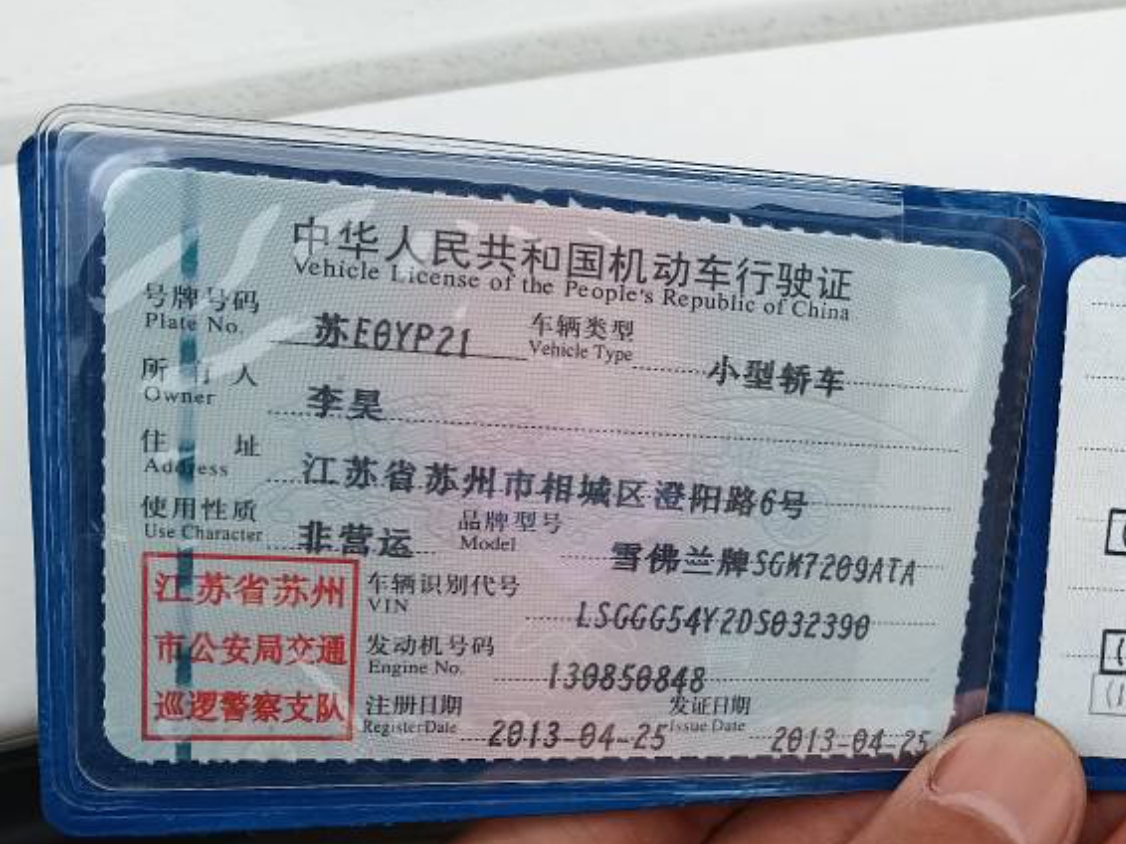 中华人民共和国机动车行驶证
Vehicle License of the People's Republic of China
号牌号码 苏E0YP21 车辆类型 小型轿车
Plate No. Vehicle Type
所有人 李昊
Owner
住址 江苏省苏州市相城区澄阳路6号
Address
使用性质 非营运 品牌型号 雪佛兰牌SGM7209ATA
Use Character Model
江苏省苏州
市公安局交通
巡逻警察支队
车辆识别代号 LSGGG54Y2DS032390
VIN
发动机号码 130850848
Engine No.
注册日期 2013-04-25 发证日期 2013-04-25
Register Date Issue Date